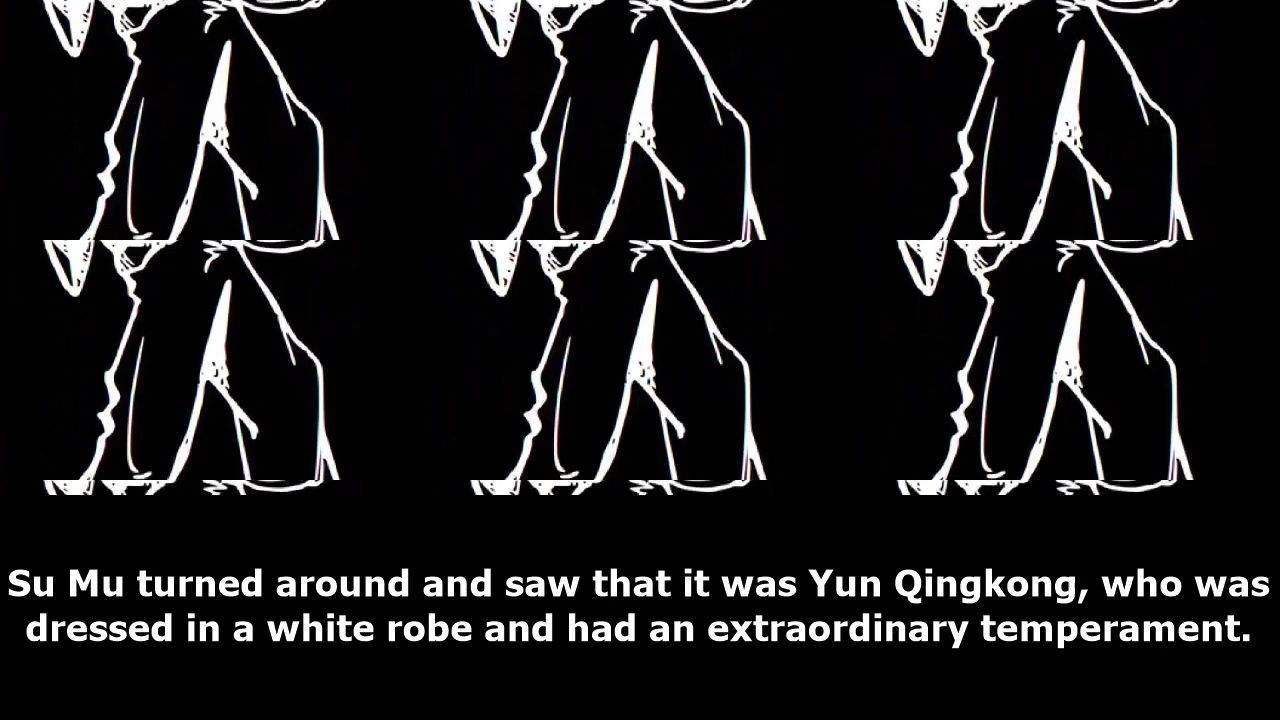 Su Mu turned around and saw that it was Yun Qingkong, who was
dressed in a white robe and had an extraordinary temperament.